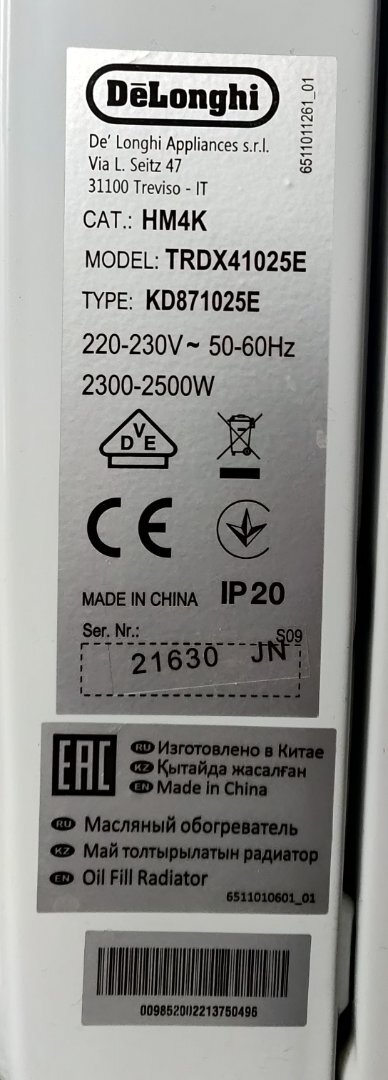 DeLonghi
De' Longhi Appliances s.r.l.
Via L. Seitz 47
31100 Treviso - IT
6511011261_01
CAT.: HM4K
MODEL: TRDX41025E
TYPE: KD871025E
220-230V~ 50-60Hz
2300-2500W
DVE
CE
MADE IN CHINA IP20
Ser. Nr.: S09
21630 JN
EAC
RU Изготовлено в Китае
KZ Қытайда жасалған
EN Made in China
RU Масляный обогреватель
KZ Май толтырылатын радиатор
EN Oil Fill Radiator
6511010601_01
009852002213750496